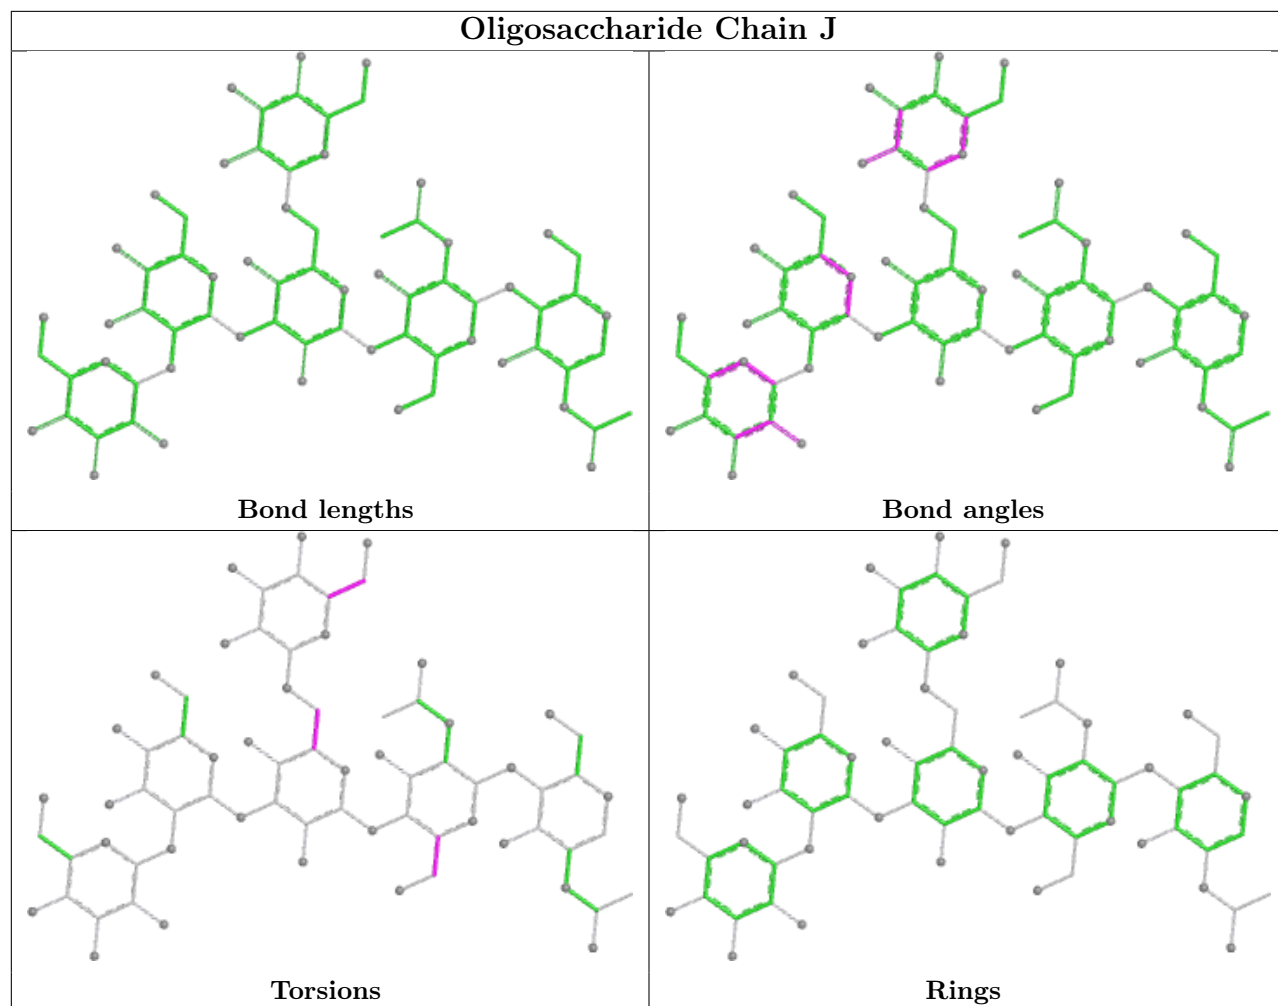 Oligosaccharide Chain J
Bond lengths
Bond angles
Torsions
Rings